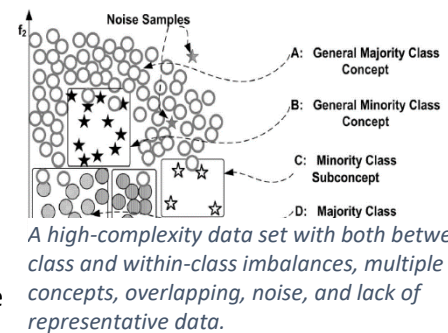 Noise Samples
f₂
A: General Majority Class
Concept
B: General Minority Class
Concept
C: Minority Class
Subconcept
D: Majority Class
A high-complexity data set with both betwe
class and within-class imbalances, multiple
e concepts, overlapping, noise, and lack of
representative data.